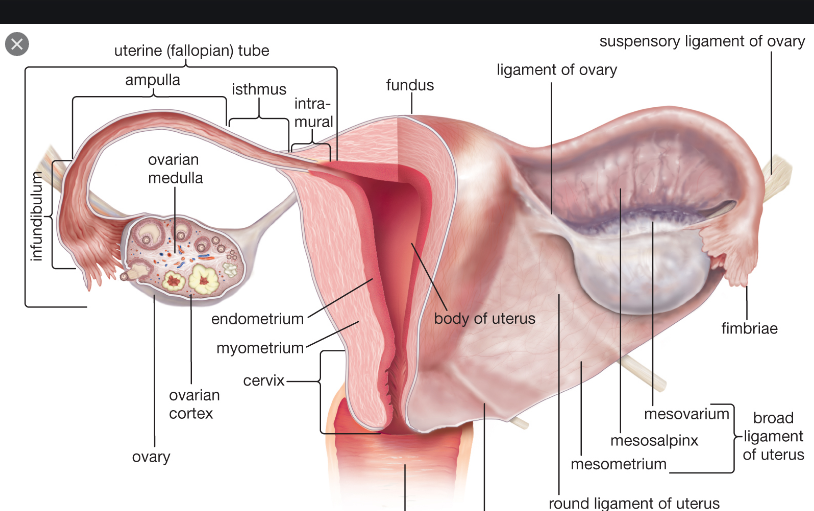 suspensory ligament of ovary
uterine (fallopian) tube
ligament of ovary
ampulla
isthmus
fundus
intra-
mural
ovarian
medulla
infundibulum
endometrium
body of uterus
fimbriae
myometrium
cervix
ovarian
cortex
mesovarium
broad
ligament
of uterus
mesosalpinx
ovary
mesometrium
round ligament of uterus